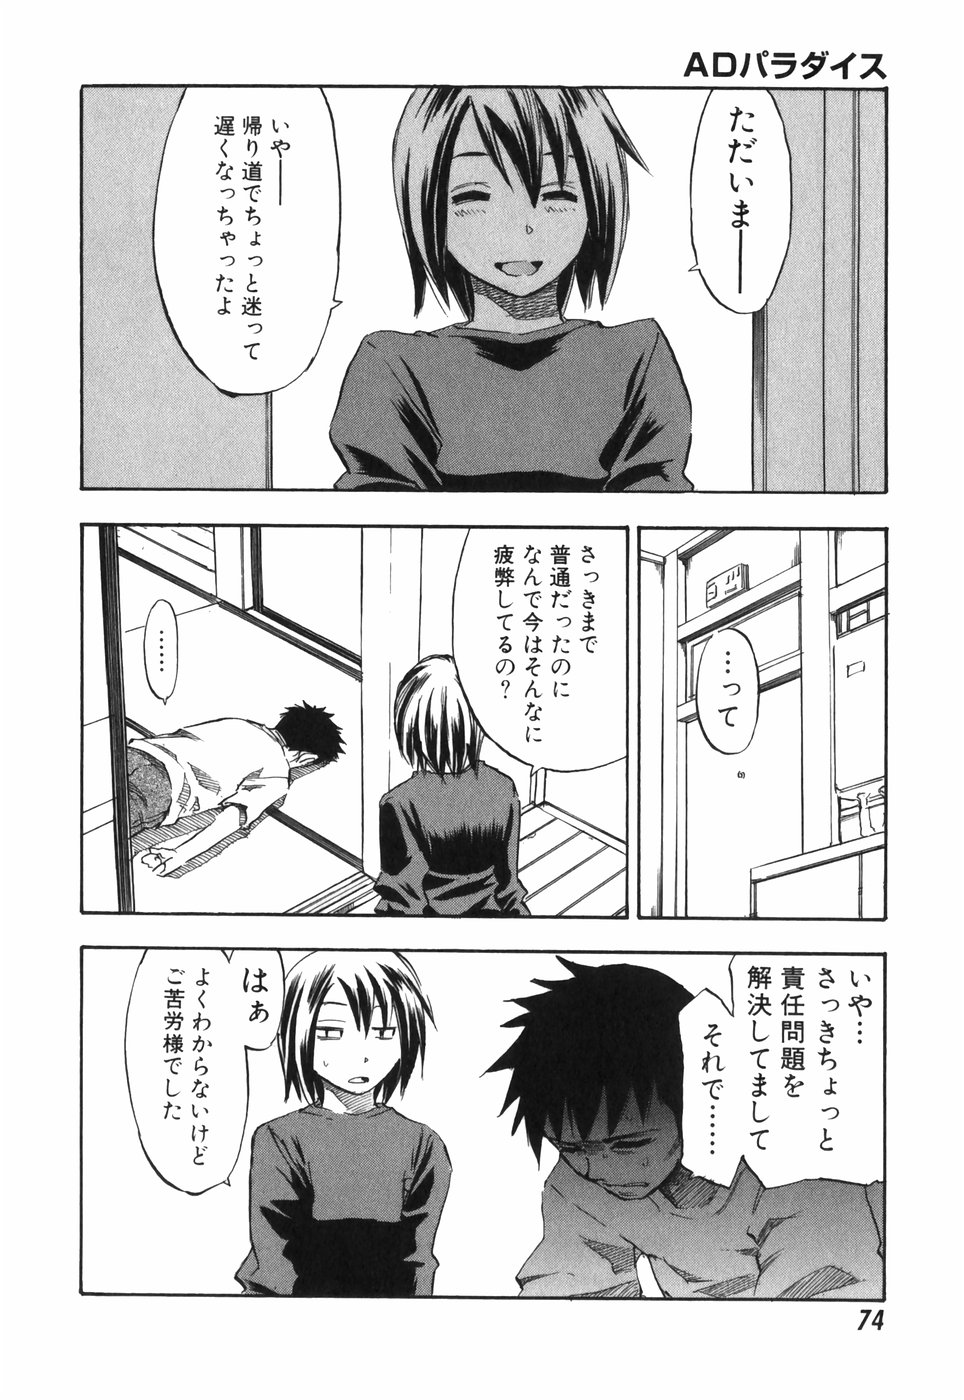 ADパラダイス
ただいま――
いや――
帰り道でちょっと迷って
遅くなっちゃったよ
…って
さっきまで
普通だったのに
なんで今はそんなに
疲弊してるの?
……
いや…
さっきちょっと
責任問題を
解決してまして
それで……
はぁ
よくわからないけど
ご苦労様でした
74